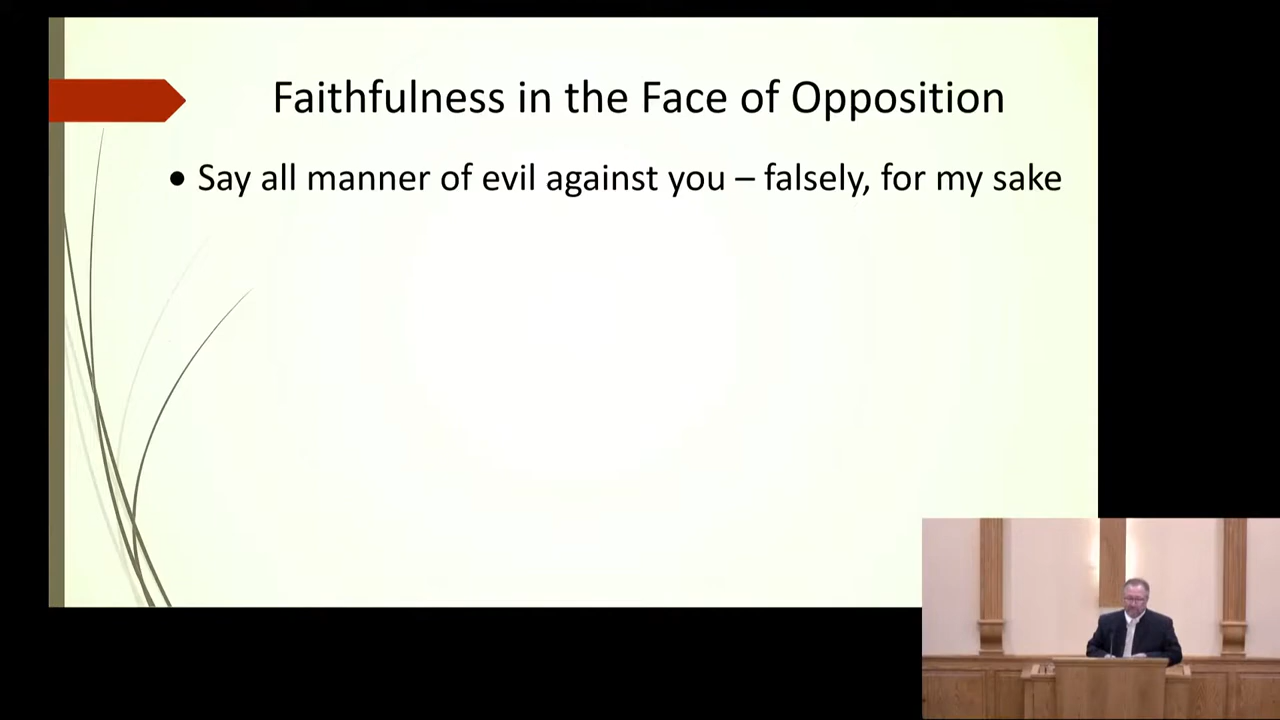 Faithfulness in the Face of Opposition
• Say all manner of evil against you – falsely, for my sake